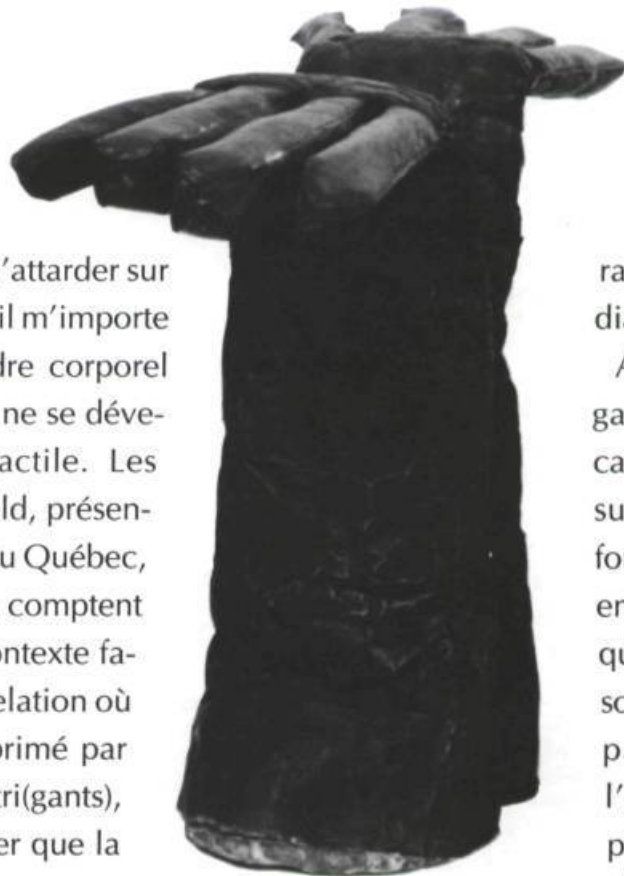 'attarder sur
il m'importe
dre corporel
ne se déve-
actile. Les
ld, présen-
u Québec,
comptent
ontexte fa-
elation où
primé par
tri(gants),
er que la
ra
dia
A
ga
ca
su
fo
er
qu
so
p
l'
p